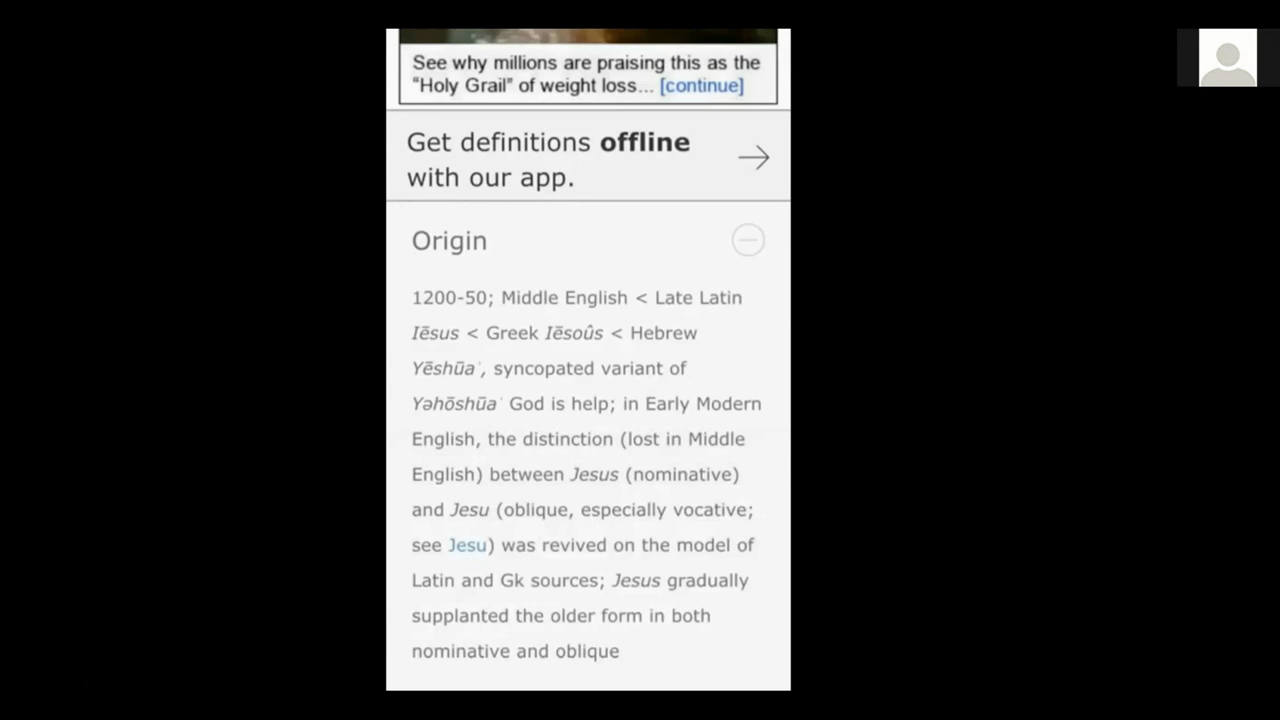 See why millions are praising this as the
“Holy Grail” of weight loss... [continue]
Get definitions offline
with our app.
Origin
1200-50; Middle English < Late Latin
Iēsus < Greek Iēsoûs < Hebrew
Yēshūaʿ, syncopated variant of
Yəhōshūaʿ God is help; in Early Modern
English, the distinction (lost in Middle
English) between Jesus (nominative)
and Jesu (oblique, especially vocative;
see Jesu) was revived on the model of
Latin and Gk sources; Jesus gradually
supplanted the older form in both
nominative and oblique